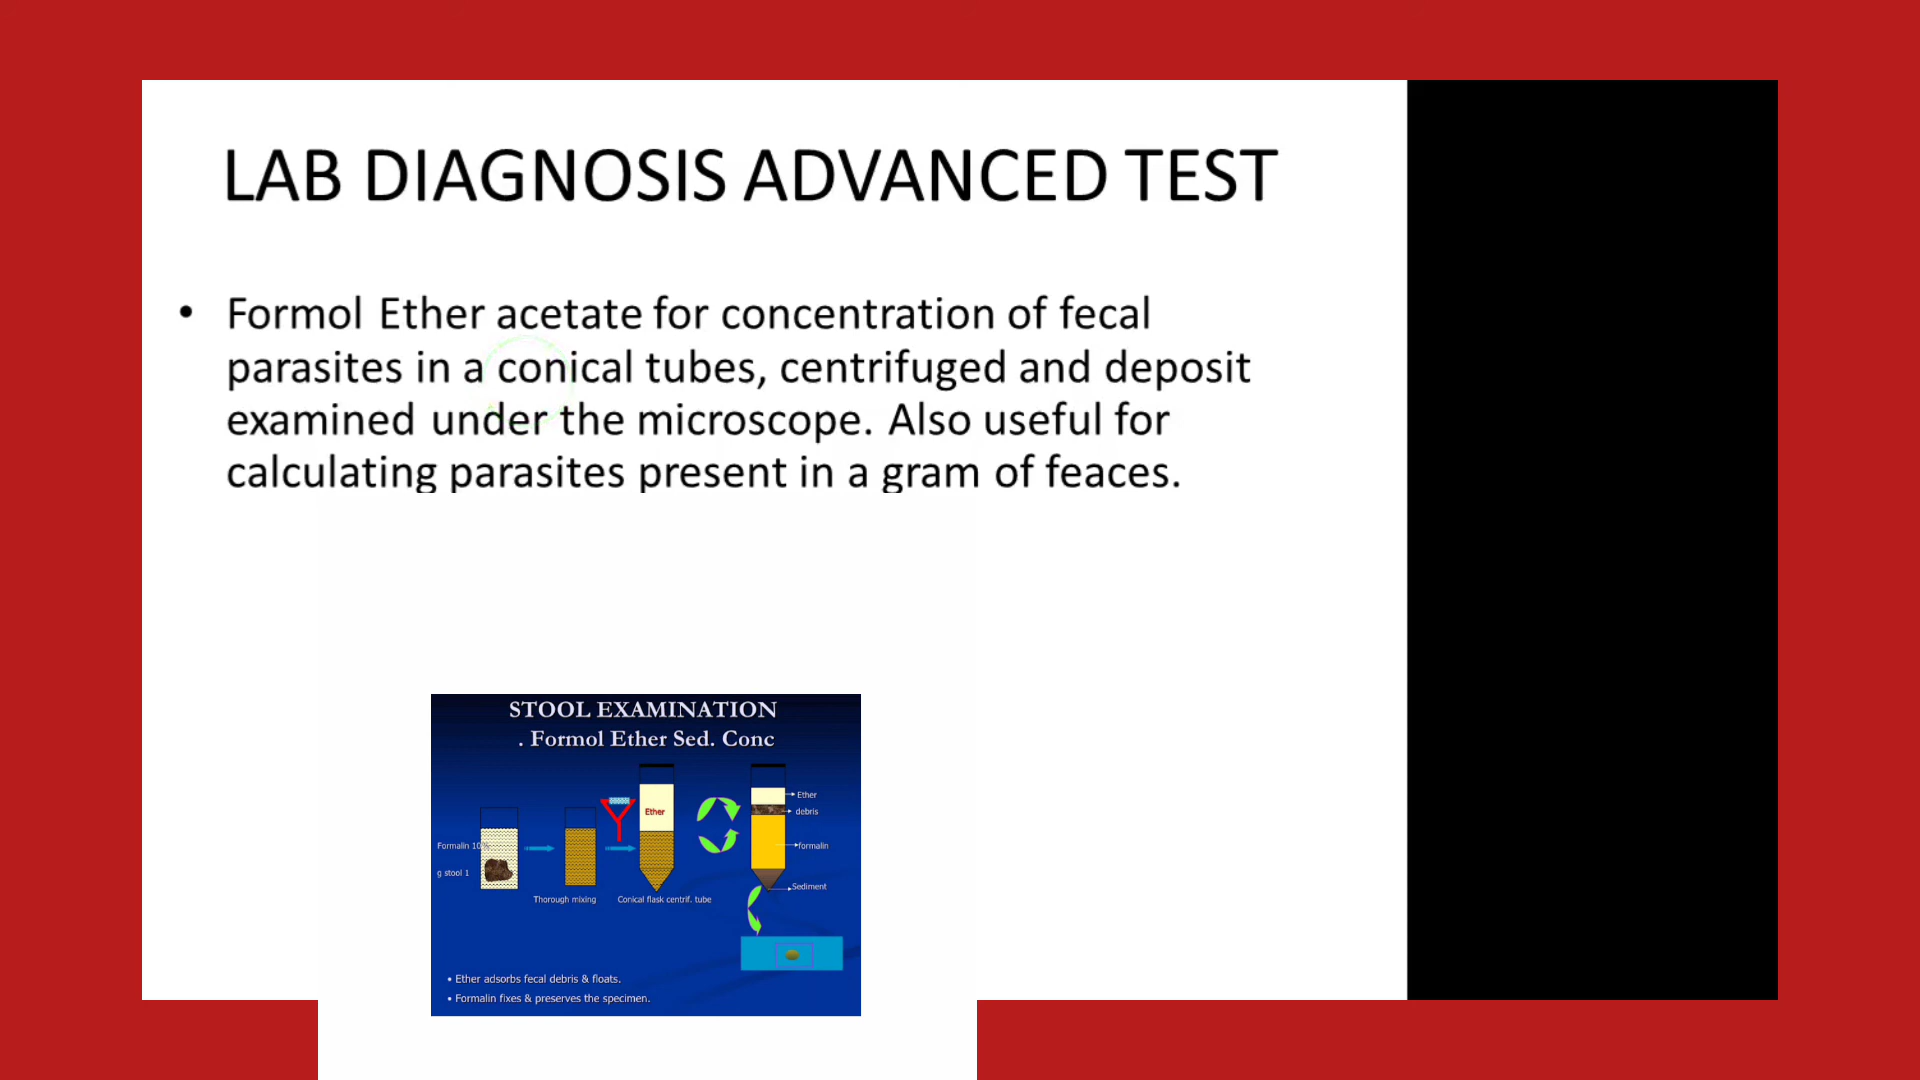 LAB DIAGNOSIS ADVANCED TEST
• Formol Ether acetate for concentration of fecal
parasites in a conical tubes, centrifuged and deposit
examined under the microscope. Also useful for
calculating parasites present in a gram of feaces.
STOOL EXAMINATION
. Formol Ether Sed. Conc
Ether
Ether
debris
Formalin 10%
formalin
g stool 1
Sediment
Thorough mixing
Conical flask centrif. tube
• Ether adsorbs fecal debris & floats.
• Formalin fixes & preserves the specimen.